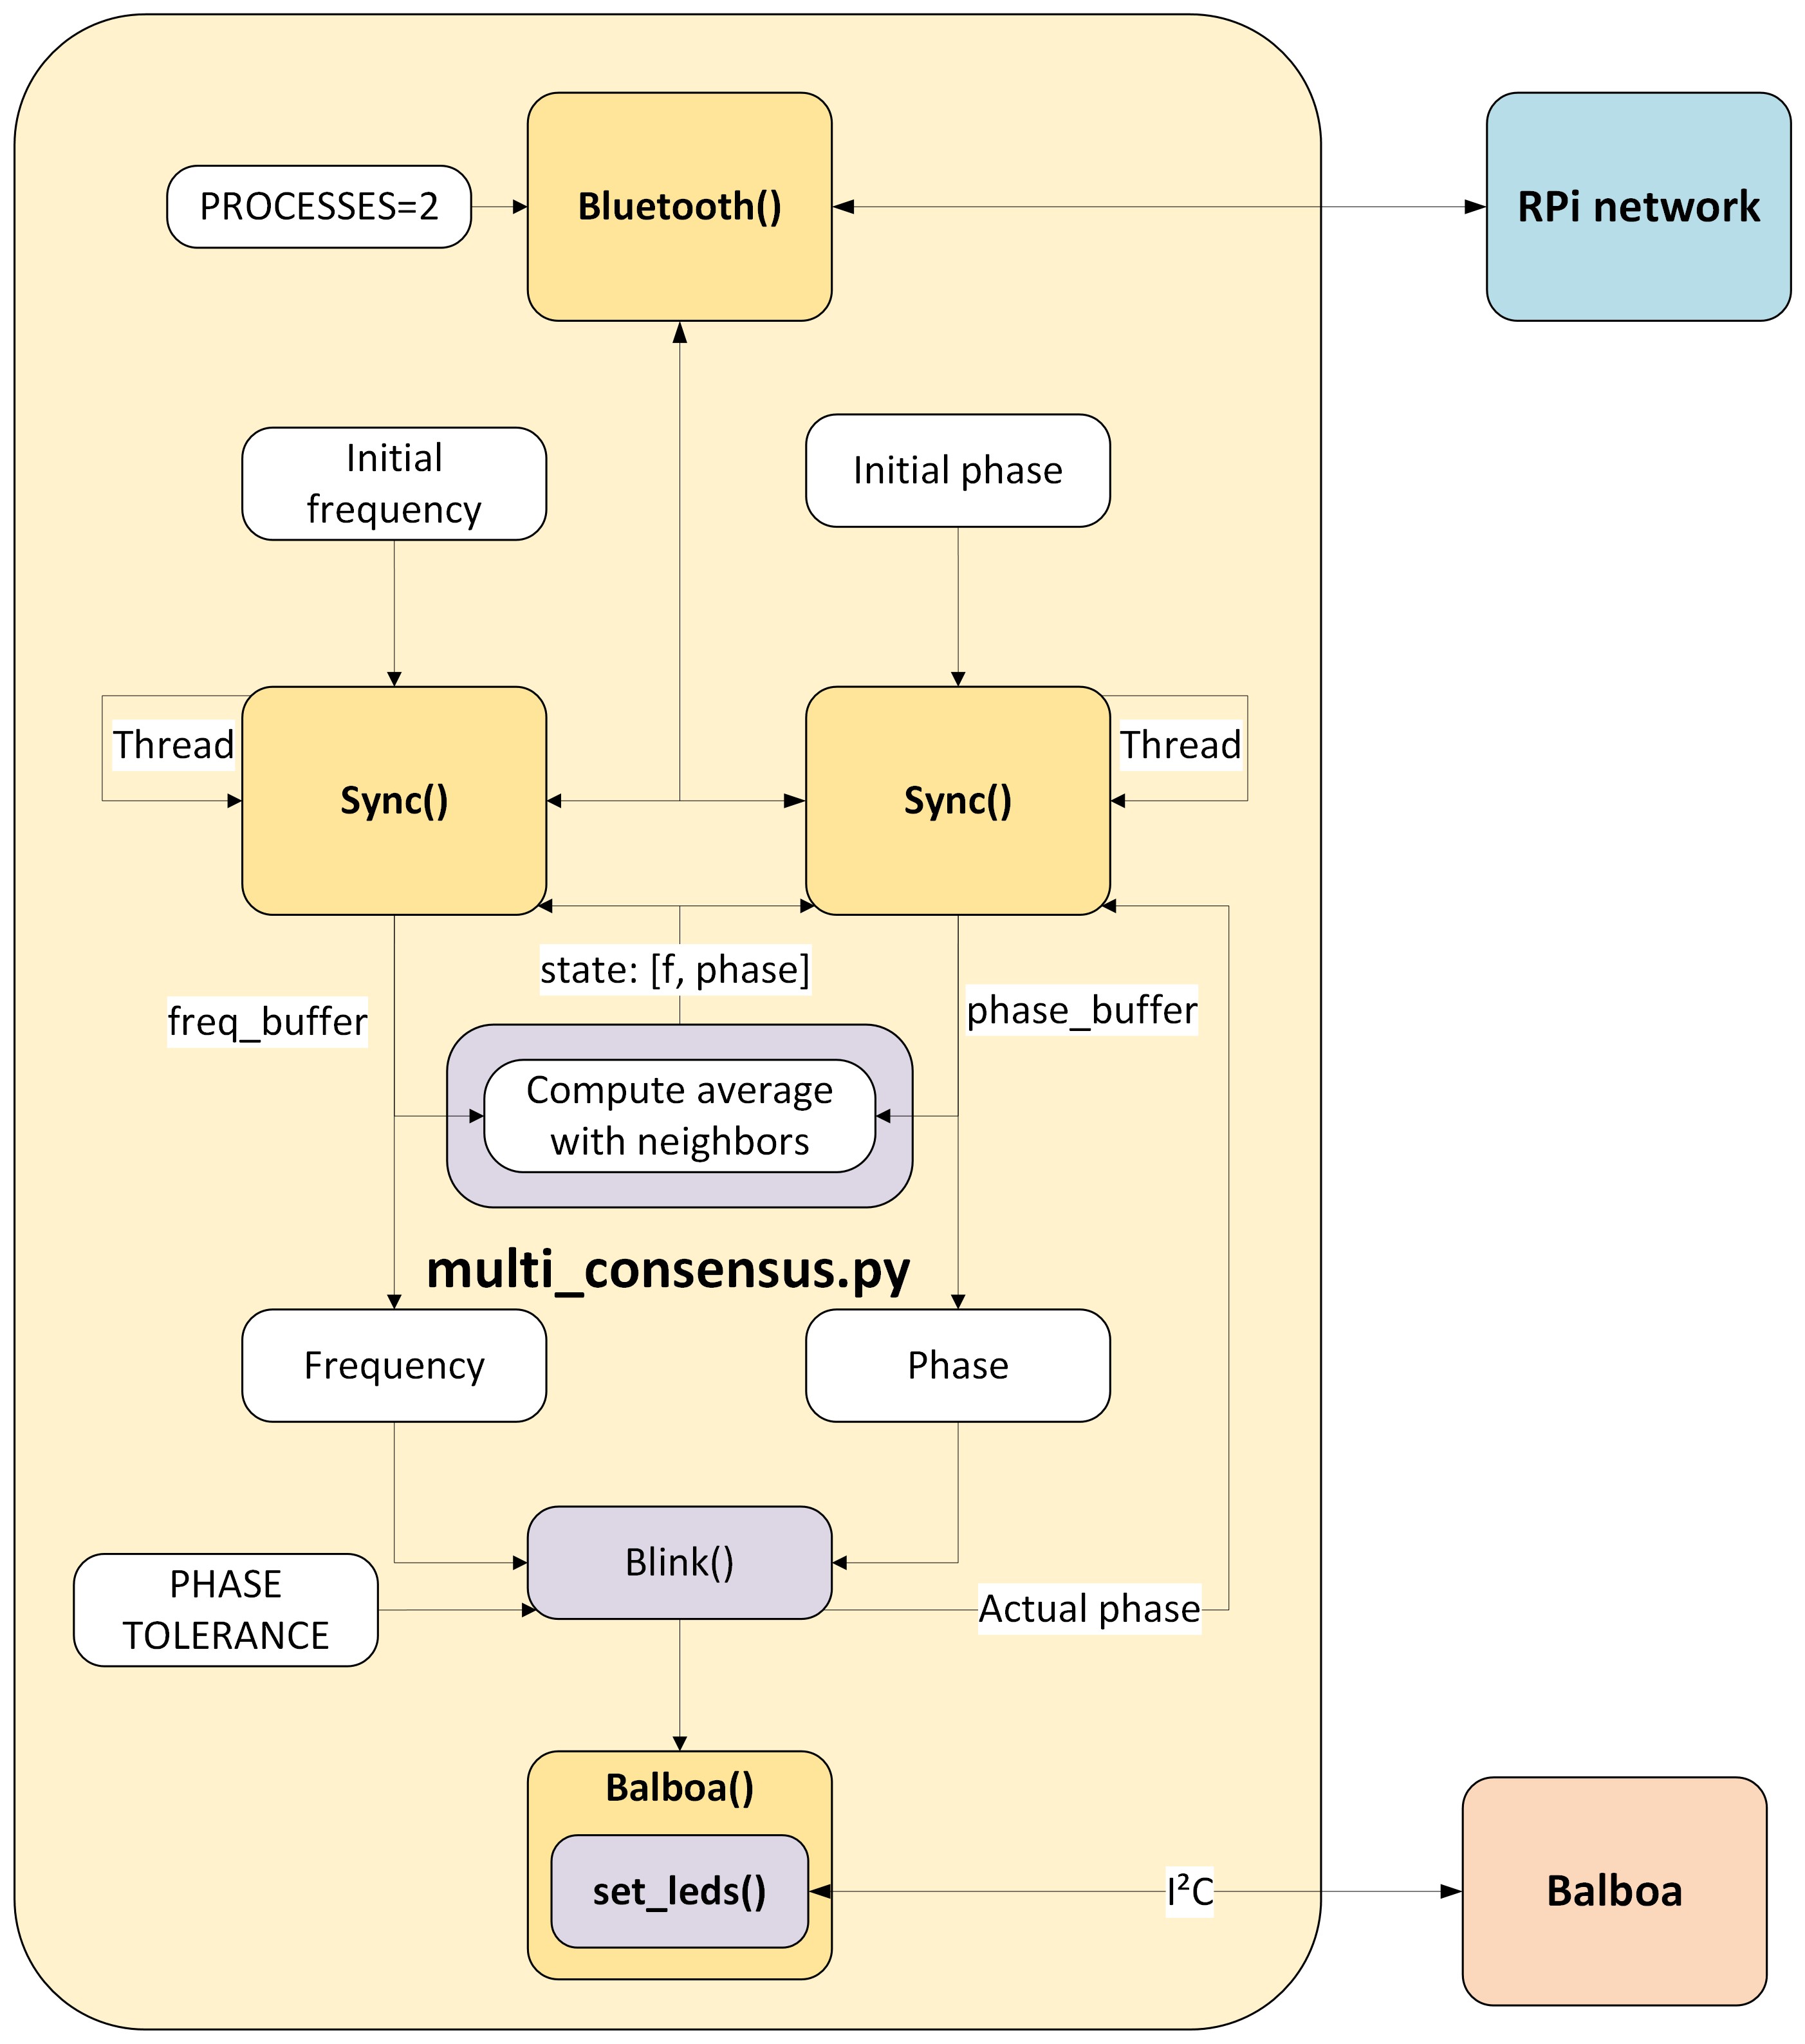 PROCESSES=2
Bluetooth()
RPi network
Initial
frequency
Initial phase
Thread
Sync()
Sync()
Thread
state: [f, phase]
freq_buffer
phase_buffer
Compute average
with neighbors
multi_consensus.py
Frequency
Phase
Blink()
PHASE
TOLERANCE
Actual phase
Balboa()
set_leds()
I²C
Balboa